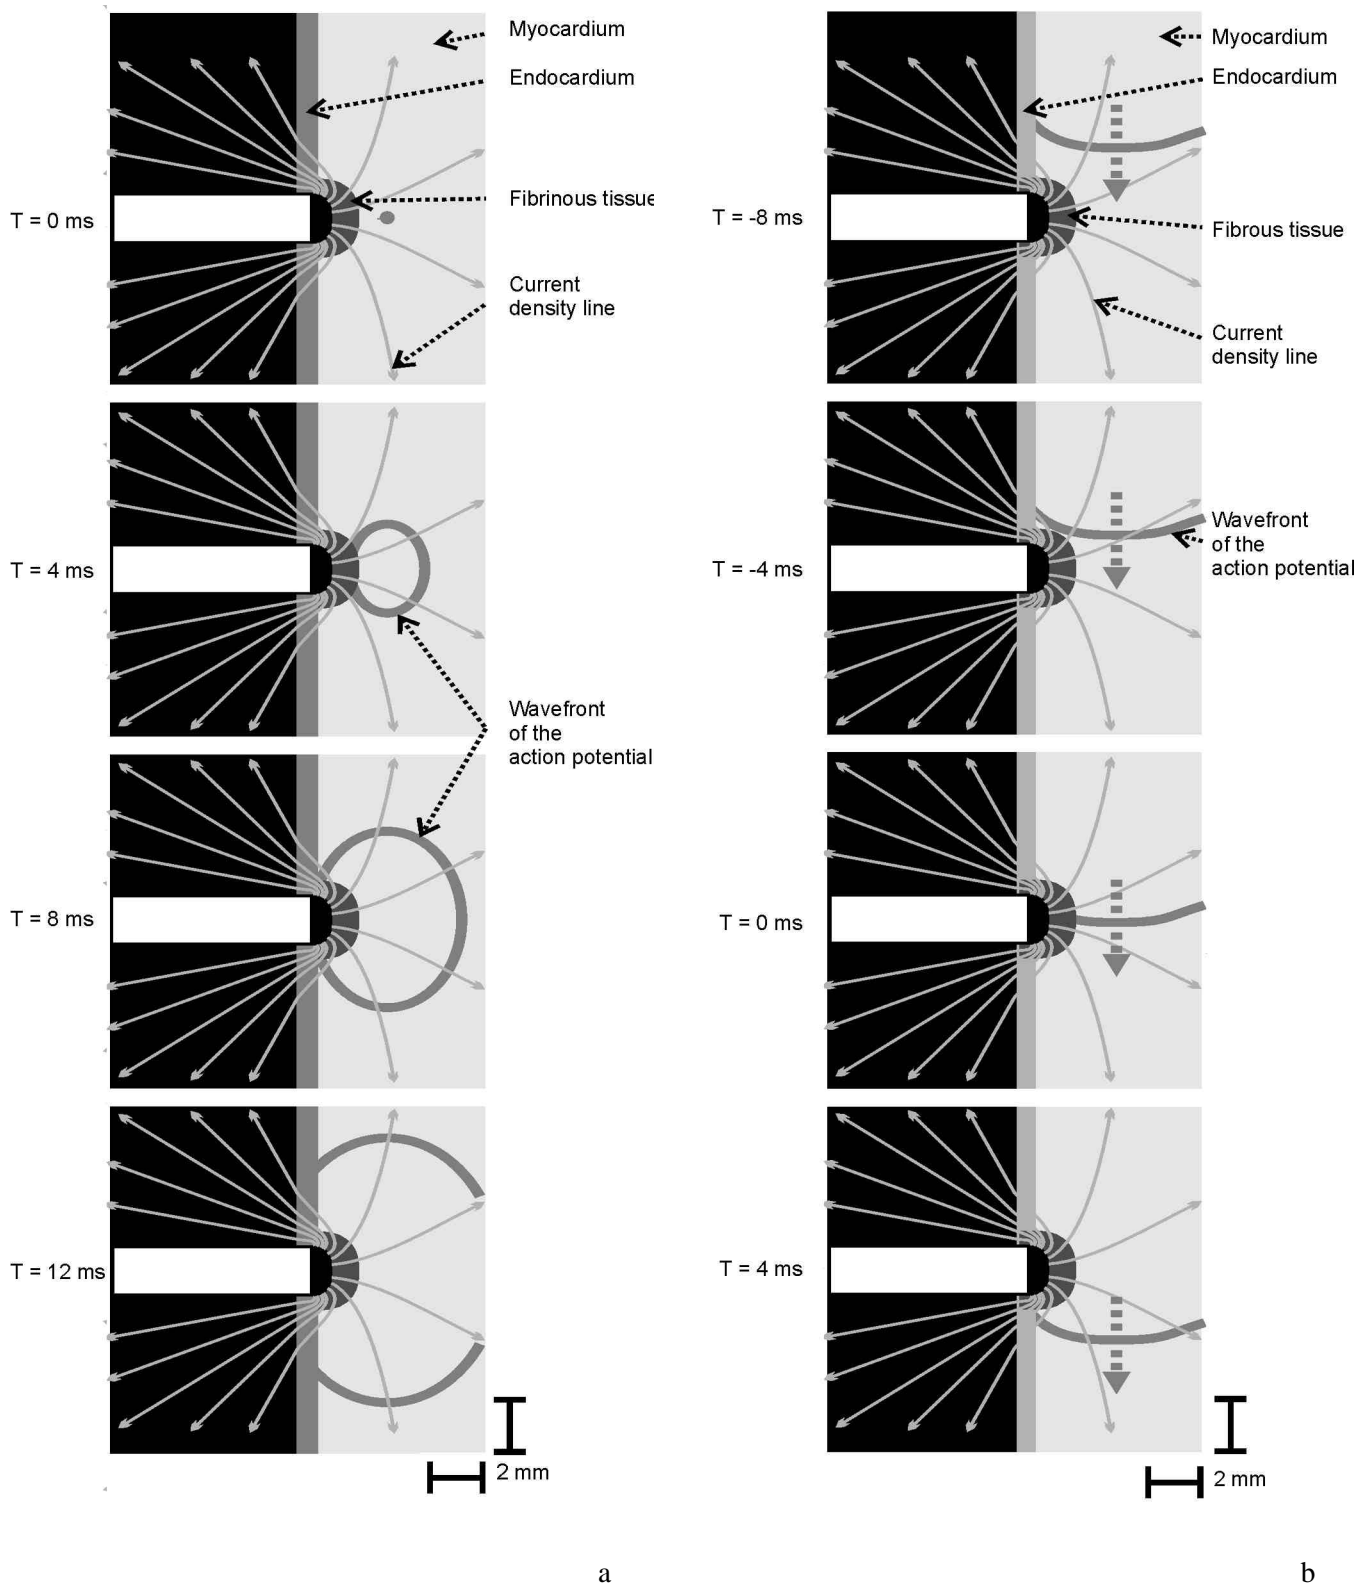 Myocardium
Endocardium
T = 0 ms
Fibrinous tissue
Current
density line
T = 4 ms
Wavefront
of the
action potential
T = 8 ms
T = 12 ms
2 mm
a
Myocardium
Endocardium
T = -8 ms
Fibrous tissue
Current
density line
T = -4 ms
Wavefront
of the
action potential
T = 0 ms
T = 4 ms
2 mm
b